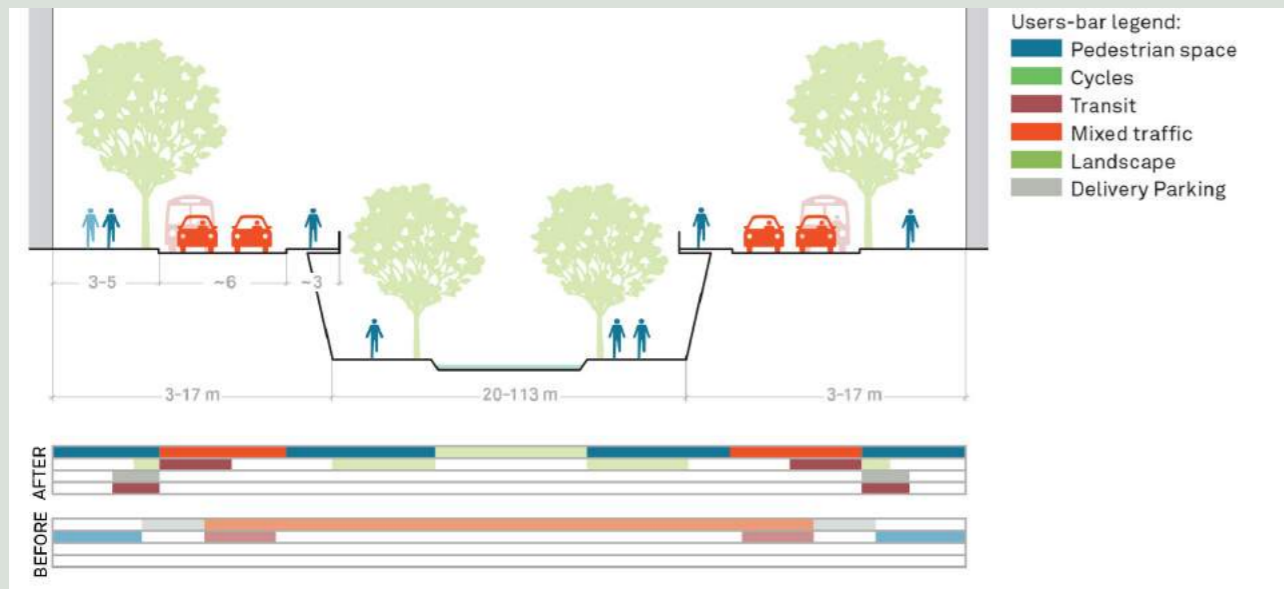 Users-bar legend:
Pedestrian space
Cycles
Transit
Mixed traffic
Landscape
Delivery Parking
3-5
~6
~3
3-17 m
20-113 m
3-17 m
AFTER
BEFORE